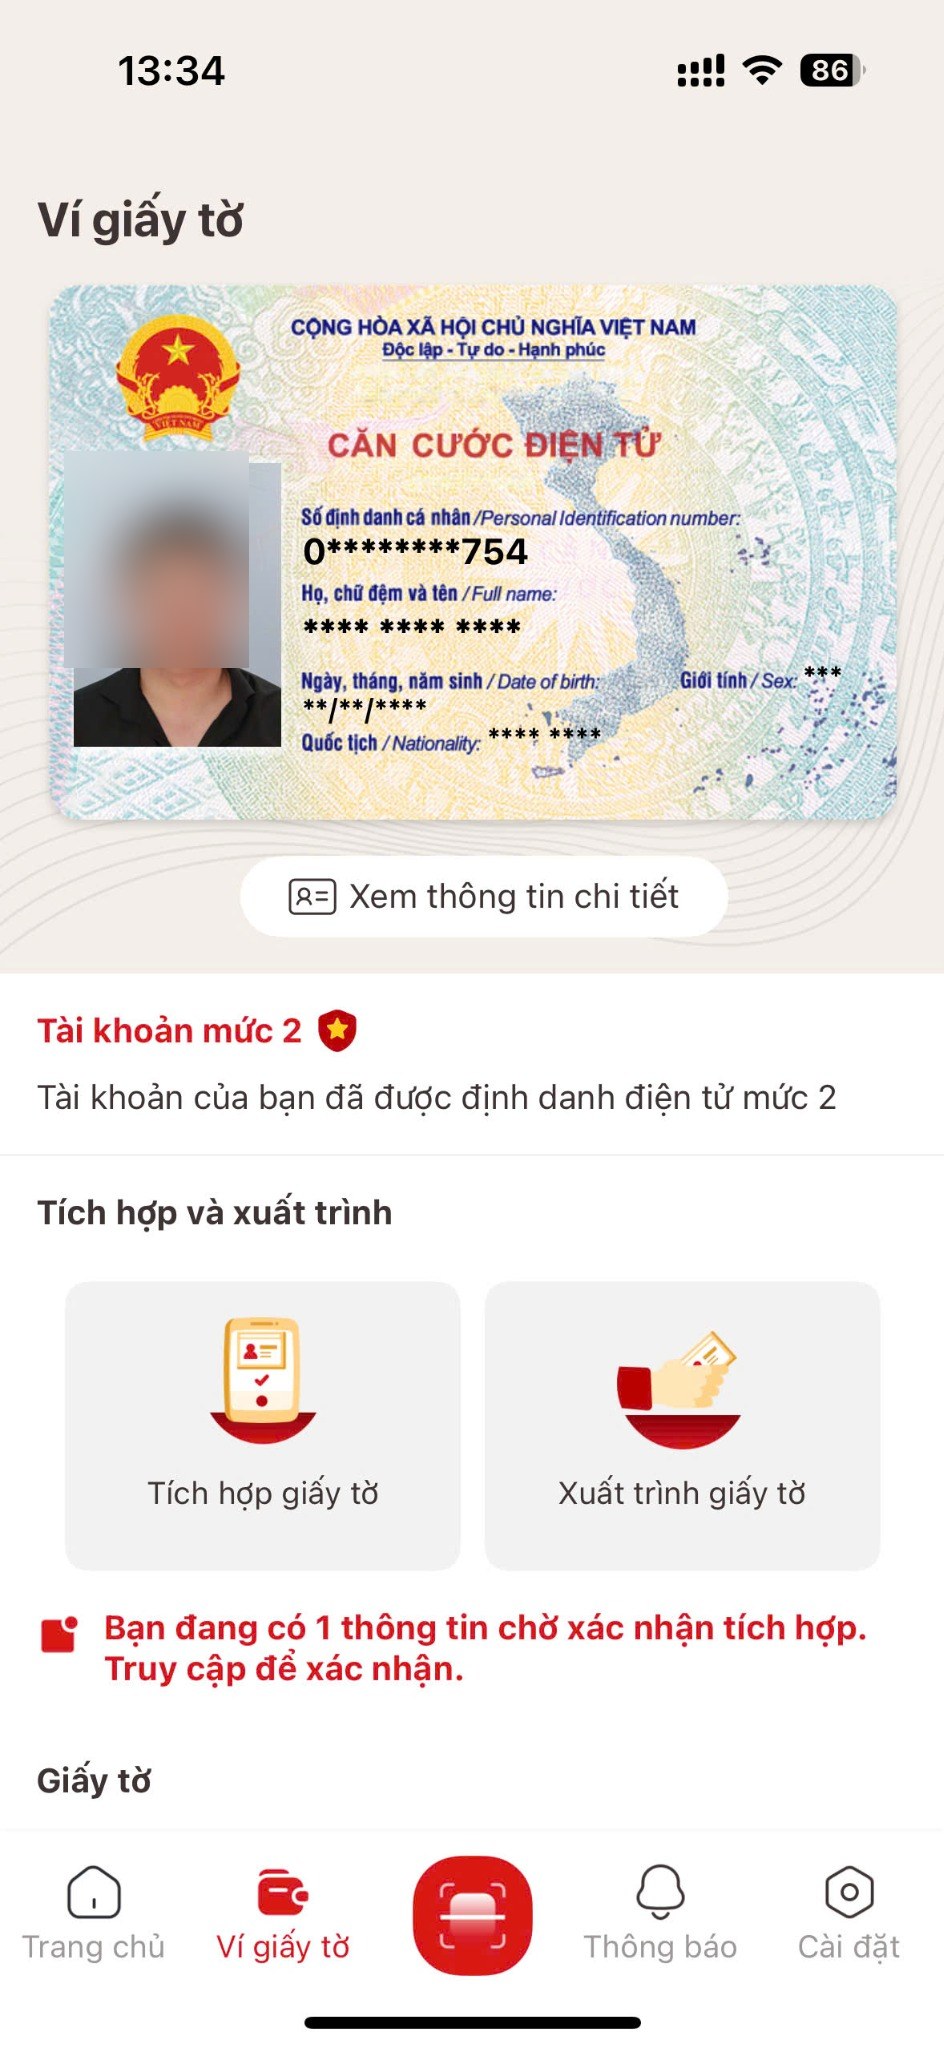 13:34
86
Ví giấy tờ
CỘNG HÒA XÃ HỘI CHỦ NGHĨA VIỆT NAM
Độc lập - Tự do - Hạnh phúc
VIỆT NAM
CĂN CƯỚC ĐIỆN TỬ
Số định danh cá nhân /Personal Identification number:
0********754
Họ, chữ đệm và tên / Full name:
**** **** ****
Ngày, tháng, năm sinh / Date of birth: Giới tính / Sex: ***
**/**/****
Quốc tịch / Nationality: **** ****
Xem thông tin chi tiết
Tài khoản mức 2
Tài khoản của bạn đã được định danh điện tử mức 2
Tích hợp và xuất trình
Tích hợp giấy tờ
Xuất trình giấy tờ
Bạn đang có 1 thông tin chờ xác nhận tích hợp.
Truy cập để xác nhận.
Giấy tờ
Trang chủ
Ví giấy tờ
Thông báo
Cài đặt